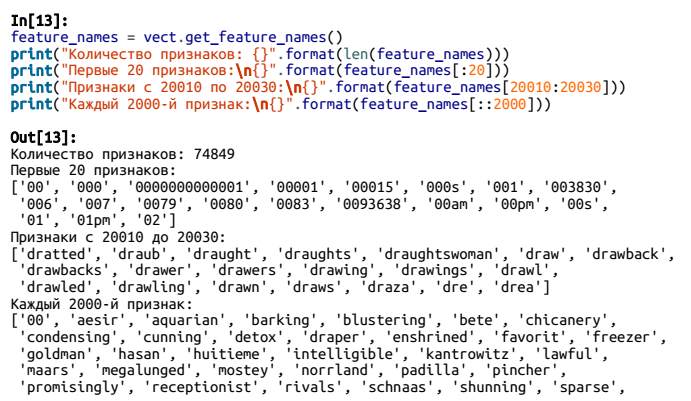 In[13]:
feature_names = vect.get_feature_names()
print("Количество признаков: {}".format(len(feature_names)))
print("Первые 20 признаков:\n{}".format(feature_names[:20]))
print("Признаки с 20010 по 20030:\n{}".format(feature_names[20010:20030]))
print("Каждый 2000-й признак:\n{}".format(feature_names[::2000]))
Out[13]:
Количество признаков: 74849
Первые 20 признаков:
['00', '000', '0000000000001', '00001', '00015', '000s', '001', '003830',
'006', '007', '0079', '0080', '0083', '0093638', '00am', '00pm', '00s',
'01', '01pm', '02']
Признаки с 20010 до 20030:
['dratted', 'draub', 'draught', 'draughts', 'draughtswoman', 'draw', 'drawback',
'drawbacks', 'drawer', 'drawers', 'drawing', 'drawings', 'drawl',
'drawled', 'drawling', 'drawn', 'draws', 'draza', 'dre', 'drea']
Каждый 2000-й признак:
['00', 'aesir', 'aquarian', 'barking', 'blustering', 'bete', 'chicanery',
'condensing', 'cunning', 'detox', 'draper', 'enshrined', 'favorit', 'freezer',
'goldman', 'hasan', 'huitieme', 'intelligible', 'kantrowitz', 'lawful',
'maars', 'megalunged', 'mostey', 'norrland', 'padilla', 'pincher',
'promisingly', 'receptionist', 'rivals', 'schnaas', 'shunning', 'sparse',